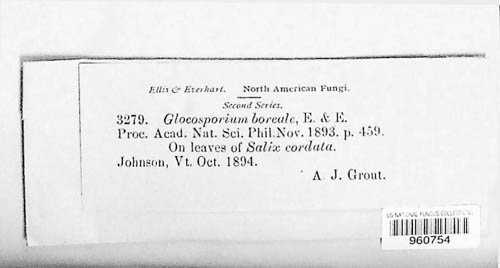 Ellis & Everhart. North American Fungi.
Second Series.
3279. Gloeosporium boreale, E. & E.
Proc. Acad. Nat. Sci. Phil. Nov. 1893. p. 459.
On leaves of Salix cordata.
Johnson, Vt. Oct. 1894.
A. J. Grout.
US NATIONAL FUNGUS COLLECTIONS
960754